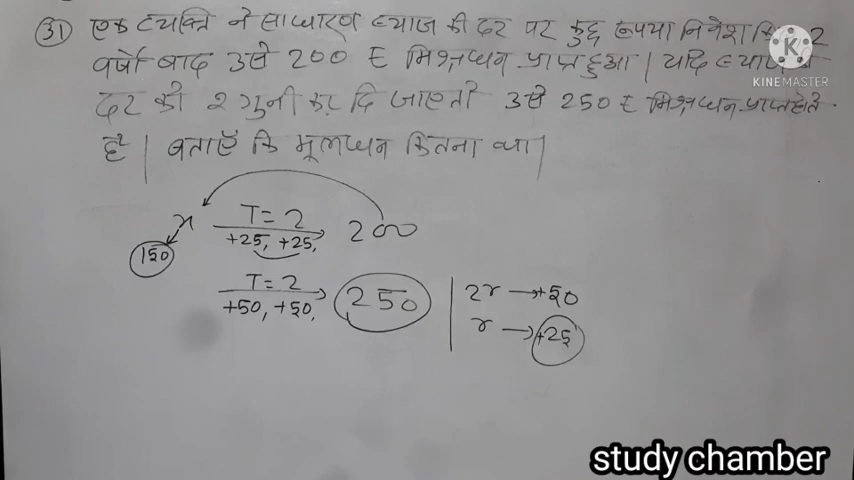 31) एक व्यक्ति ने साधारण ब्याज की दर पर कुछ रूपया निवेश 2
वर्षो बाद उसे 200 ₹ मिश्रधन प्राप्त हुआ | यदि ब्याज
दर को 2 गुनी कर दि जाए तो उसे 250 ₹ मिश्रधन प्राप्त होते
है | बताएँ कि मूलधन कितना था |
K
KINEMASTER
x T=2 200
150 +25, +25,
T=2 250
+50, +50,
2r → +50
r → +25
study chamber